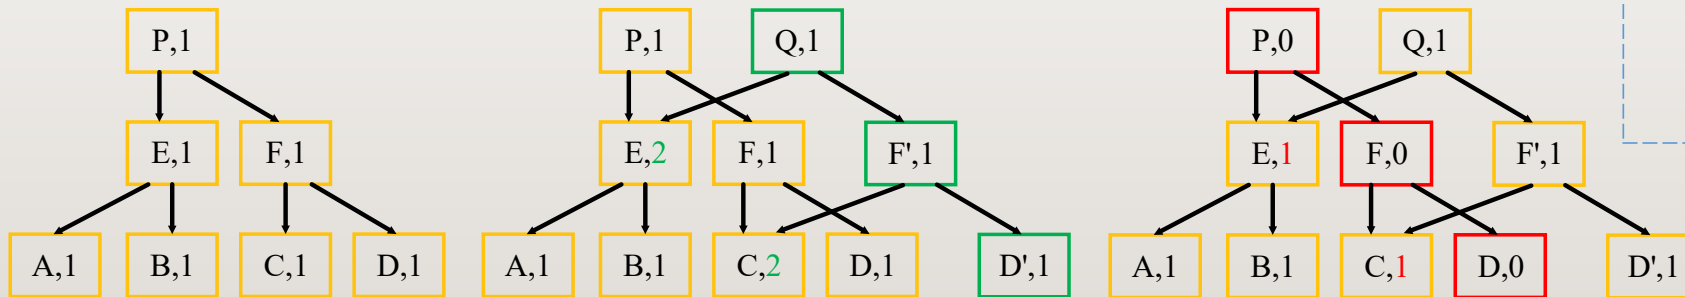 P,1
P,1
Q,1
P,0
Q,1
E,1
F,1
E,2
F,1
F',1
E,1
F,0
F',1
A,1
B,1
C,1
D,1
A,1
B,1
C,2
D,1
D',1
A,1
B,1
C,1
D,0
D',1